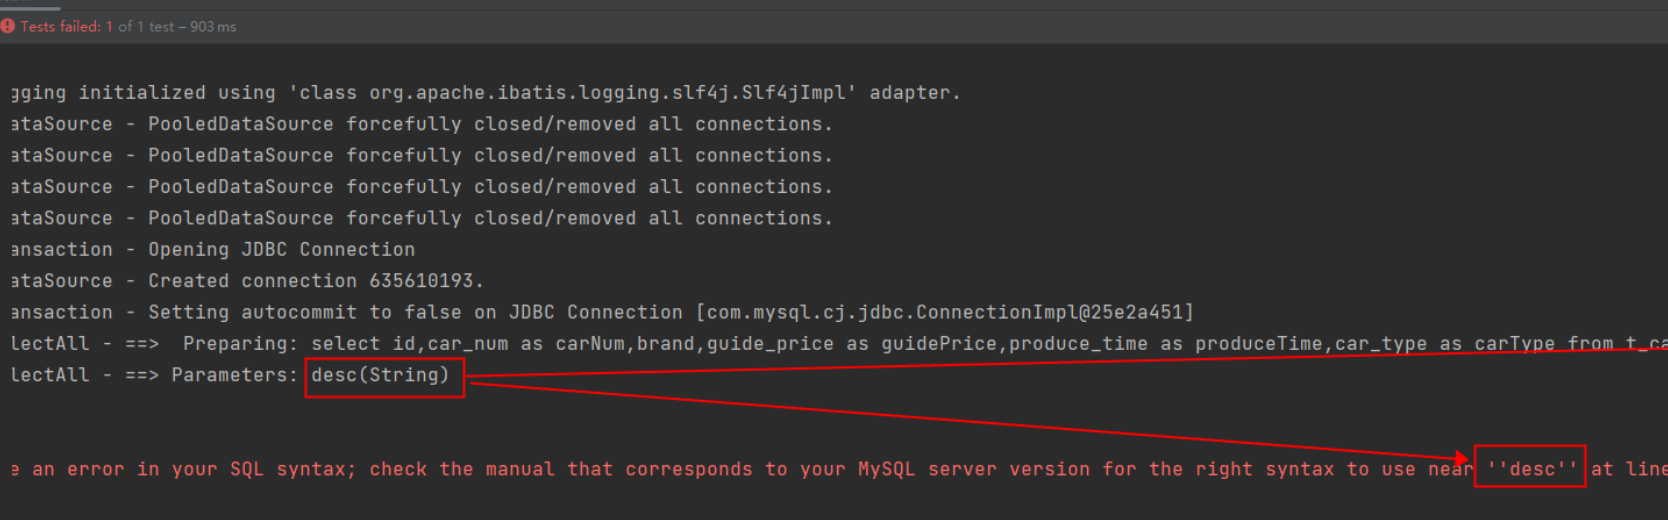 Tests failed: 1 of 1 test – 903 ms
gging initialized using 'class org.apache.ibatis.logging.slf4j.Slf4jImpl' adapter.
ataSource - PooledDataSource forcefully closed/removed all connections.
ataSource - PooledDataSource forcefully closed/removed all connections.
ataSource - PooledDataSource forcefully closed/removed all connections.
ataSource - PooledDataSource forcefully closed/removed all connections.
ansaction - Opening JDBC Connection
ataSource - Created connection 635610193.
ansaction - Setting autocommit to false on JDBC Connection [com.mysql.cj.jdbc.ConnectionImpl@25e2a451]
lectAll - ==>  Preparing: select id,car_num as carNum,brand,guide_price as guidePrice,produce_time as produceTime,car_type as carType from t_ca
lectAll - ==> Parameters: desc(String)
e an error in your SQL syntax; check the manual that corresponds to your MySQL server version for the right syntax to use near ''desc'' at line